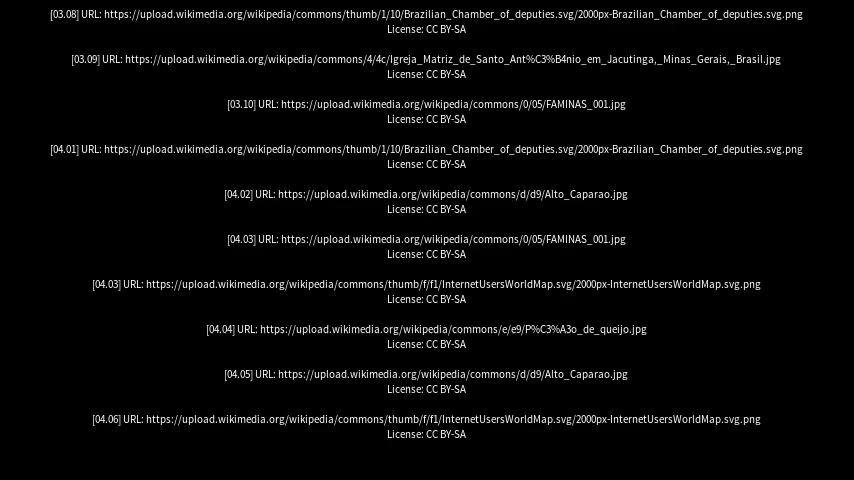 [03.08] URL: https://upload.wikimedia.org/wikipedia/commons/thumb/1/10/Brazilian_Chamber_of_deputies.svg/2000px-Brazilian_Chamber_of_deputies.svg.png
License: CC BY-SA
[03.09] URL: https://upload.wikimedia.org/wikipedia/commons/4/4c/Igreja_Matriz_de_Santo_Ant%C3%B4nio_em_Jacutinga,_Minas_Gerais,_Brasil.jpg
License: CC BY-SA
[03.10] URL: https://upload.wikimedia.org/wikipedia/commons/0/05/FAMINAS_001.jpg
License: CC BY-SA
[04.01] URL: https://upload.wikimedia.org/wikipedia/commons/thumb/1/10/Brazilian_Chamber_of_deputies.svg/2000px-Brazilian_Chamber_of_deputies.svg.png
License: CC BY-SA
[04.02] URL: https://upload.wikimedia.org/wikipedia/commons/d/d9/Alto_Caparao.jpg
License: CC BY-SA
[04.03] URL: https://upload.wikimedia.org/wikipedia/commons/0/05/FAMINAS_001.jpg
License: CC BY-SA
[04.03] URL: https://upload.wikimedia.org/wikipedia/commons/thumb/f/f1/InternetUsersWorldMap.svg/2000px-InternetUsersWorldMap.svg.png
License: CC BY-SA
[04.04] URL: https://upload.wikimedia.org/wikipedia/commons/e/e9/P%C3%A3o_de_queijo.jpg
License: CC BY-SA
[04.05] URL: https://upload.wikimedia.org/wikipedia/commons/d/d9/Alto_Caparao.jpg
License: CC BY-SA
[04.06] URL: https://upload.wikimedia.org/wikipedia/commons/thumb/f/f1/InternetUsersWorldMap.svg/2000px-InternetUsersWorldMap.svg.png
License: CC BY-SA